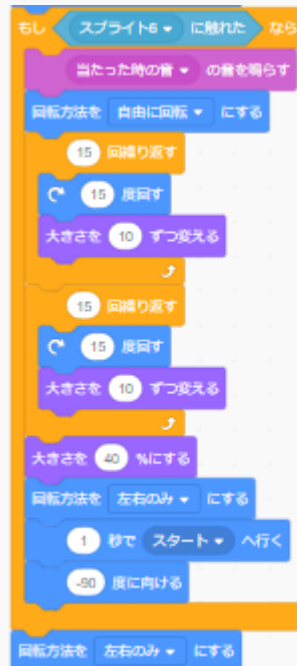 もし スプライト6 に触れた なら
当たった時の音 の音を鳴らす
回転方法を 自由に回転 にする
15 回繰り返す
15 度回す
大きさを 10 ずつ変える
15 回繰り返す
15 度回す
大きさを 10 ずつ変える
大きさを 40 %にする
回転方法を 左右のみ にする
1 秒で スタート へ行く
-90 度に向ける
回転方法を 左右のみ にする